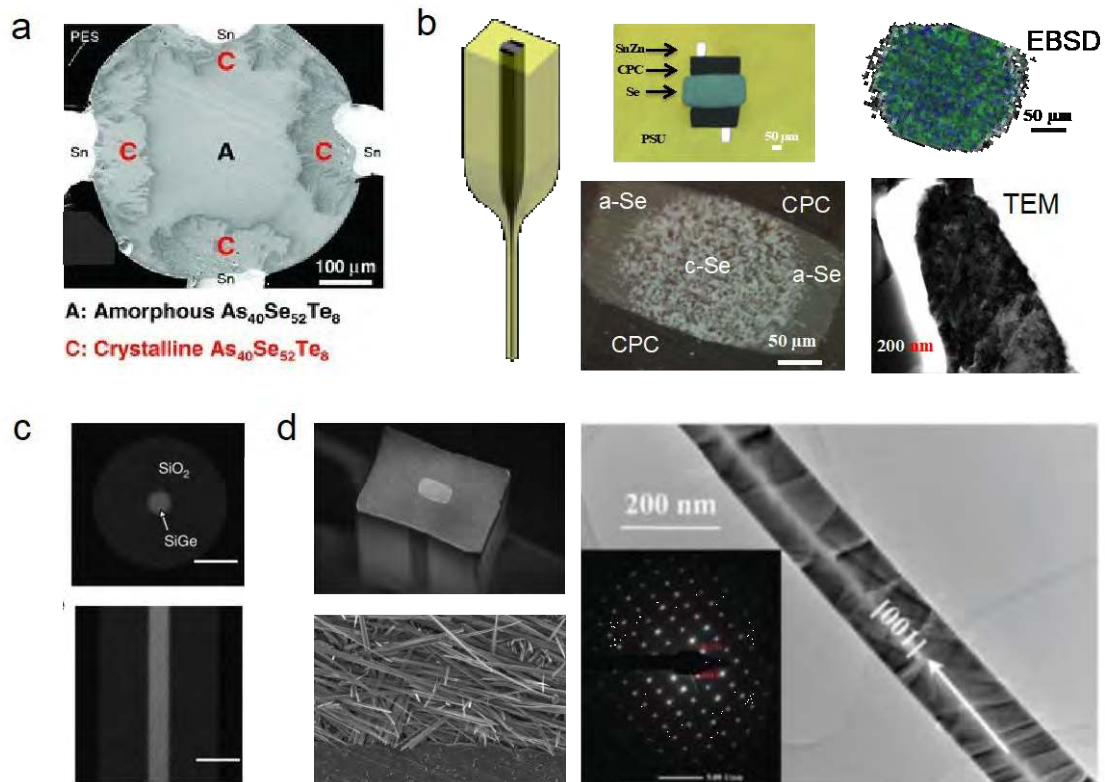 a
PES
Sn
C
Sn
C
A
C
Sn
C
Sn
100 μm
A: Amorphous As₄₀Se₅₂Te₈
C: Crystalline As₄₀Se₅₂Te₈
b
SnZn
CPC
Se
PSU
50 μm
EBSD
50 μm
a-Se
CPC
c-Se
a-Se
CPC
50 μm
TEM
200 nm
c
SiO₂
SiGe
d
200 nm
[001]